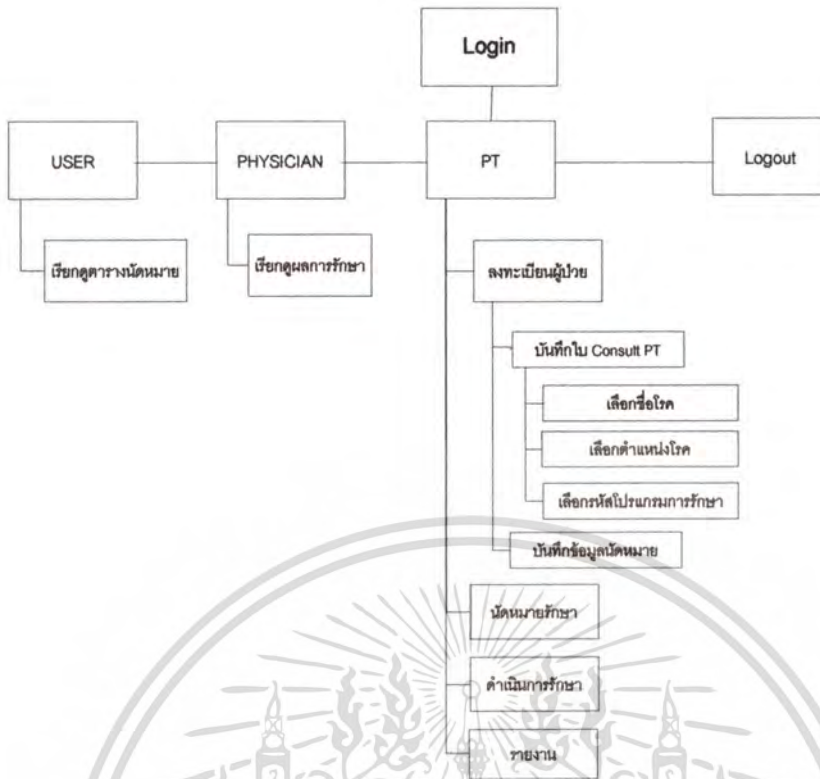 Login
USER
PHYSICIAN
PT
Logout
เรียกดูตารางนัดหมาย
เรียกดูผลการรักษา
ลงทะเบียนผู้ป่วย
บันทึกใบ Consult PT
เลือกชื่อโรค
เลือกตำแหน่งโรค
เลือกรหัสโปรแกรมการรักษา
บันทึกข้อมูลนัดหมาย
นัดหมายรักษา
ดำเนินการรักษา
รายงาน